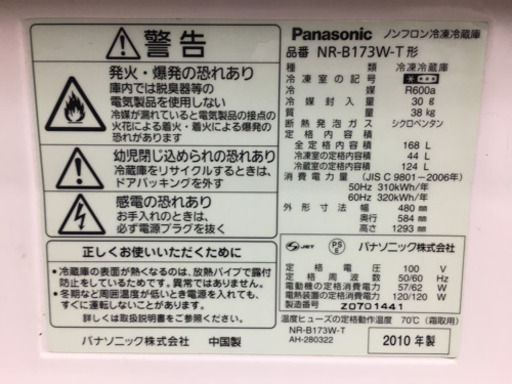 ⚠警告
発火・爆発の恐れあり
庫内では脱臭器等の
電気製品を使用しない
冷媒が漏れていると電気製品の接点の
火花による着火・着火による爆発の
恐れがあります
幼児閉じ込められの恐れあり
冷蔵庫をリサイクルするときは、
ドアパッキングを外す
感電の恐れあり
お手入れのときは、
必ず電源プラグを抜く
正しくお使いいただくために
●冷蔵庫の表面が熱くなるのは、放熱パイプで露付
防止をしているためです。異常ではありません。
●冬期など周囲温度が低いとき電源を入れても、
すぐ運転しないことがあります。
詳しくは取扱説明書をご覧ください。
パナソニック株式会社 中国製
Panasonic ノンフロン冷凍冷蔵庫
品番 NR-B173W-T 形
種類 冷凍冷蔵庫
冷凍室の記号 ****
冷媒 R600a
冷媒封入量 30 g
質量 38 kg
断熱発泡ガス シクロペンタン
定格内容積
全定格内容積 168 L
冷凍室の定格内容積 44 L
冷蔵室の定格内容積 124 L
消費電力量 (JIS C 9801-2006年)
50Hz 310kWh/年
60Hz 320kWh/年
外形寸法 幅 480 mm
奥行 584 mm
高さ 1293 mm
JET PSE パナソニック株式会社
定格電圧 100 V
定格周波数 50/60 Hz
電動機の定格消費電力 57/62 W
電熱装置の定格消費電力 120/120 W
製造番号 Z0701441
温度ヒューズの定格動作温度 70℃ (霜取用)
NR-B173W-T
AH-280322
2010 年製